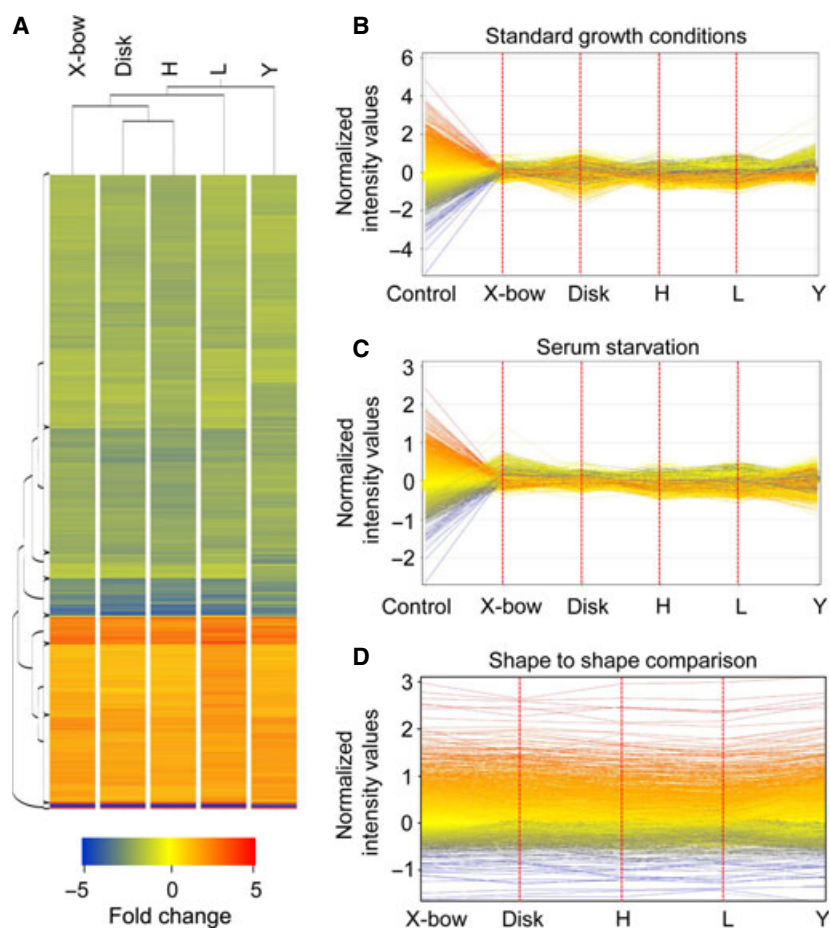 A
X-bow
Disk
H
L
Y
−5
0
5
Fold change
B
Standard growth conditions
Normalized
intensity values
6
4
2
0
−2
−4
Control
X-bow
Disk
H
L
Y
C
Serum starvation
Normalized
intensity values
3
2
1
0
−1
−2
Control
X-bow
Disk
H
L
Y
D
Shape to shape comparison
Normalized
intensity values
3
2
1
0
−1
X-bow
Disk
H
L
Y